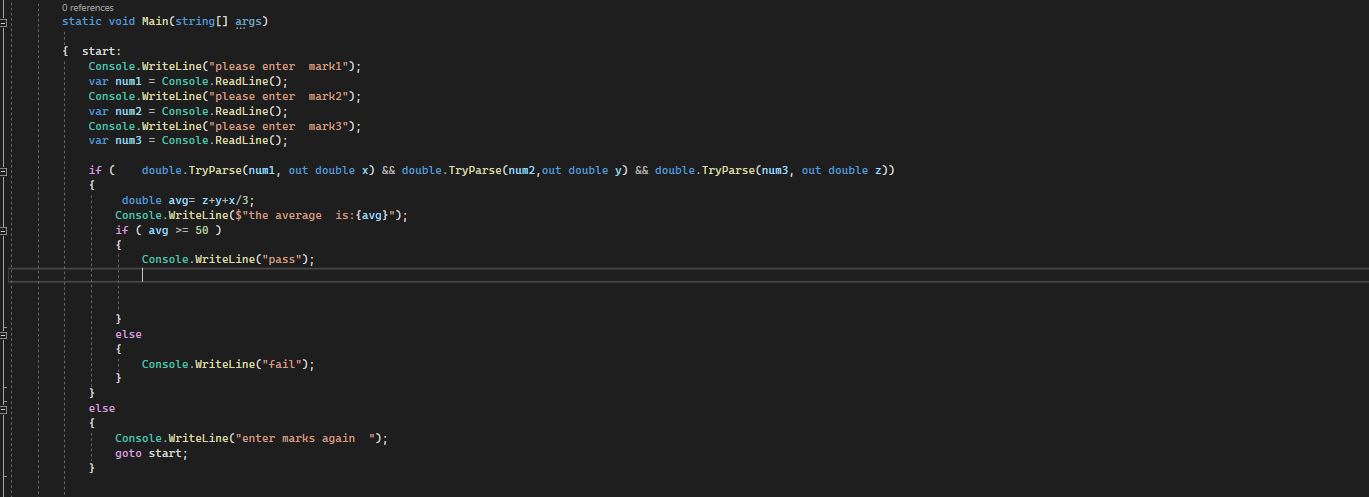 0 references
static void Main(string[] args)
{  start:
Console.WriteLine("please enter  mark1");
var num1 = Console.ReadLine();
Console.WriteLine("please enter  mark2");
var num2 = Console.ReadLine();
Console.WriteLine("please enter  mark3");
var num3 = Console.ReadLine();
if (    double.TryParse(num1, out double x) && double.TryParse(num2,out double y) && double.TryParse(num3, out double z))
{
double avg= z+y+x/3;
Console.WriteLine($"the average  is:{avg}");
if ( avg >= 50 )
{
Console.WriteLine("pass");
}
else
{
Console.WriteLine("fail");
}
}
else
{
Console.WriteLine("enter marks again  ");
goto start;
}